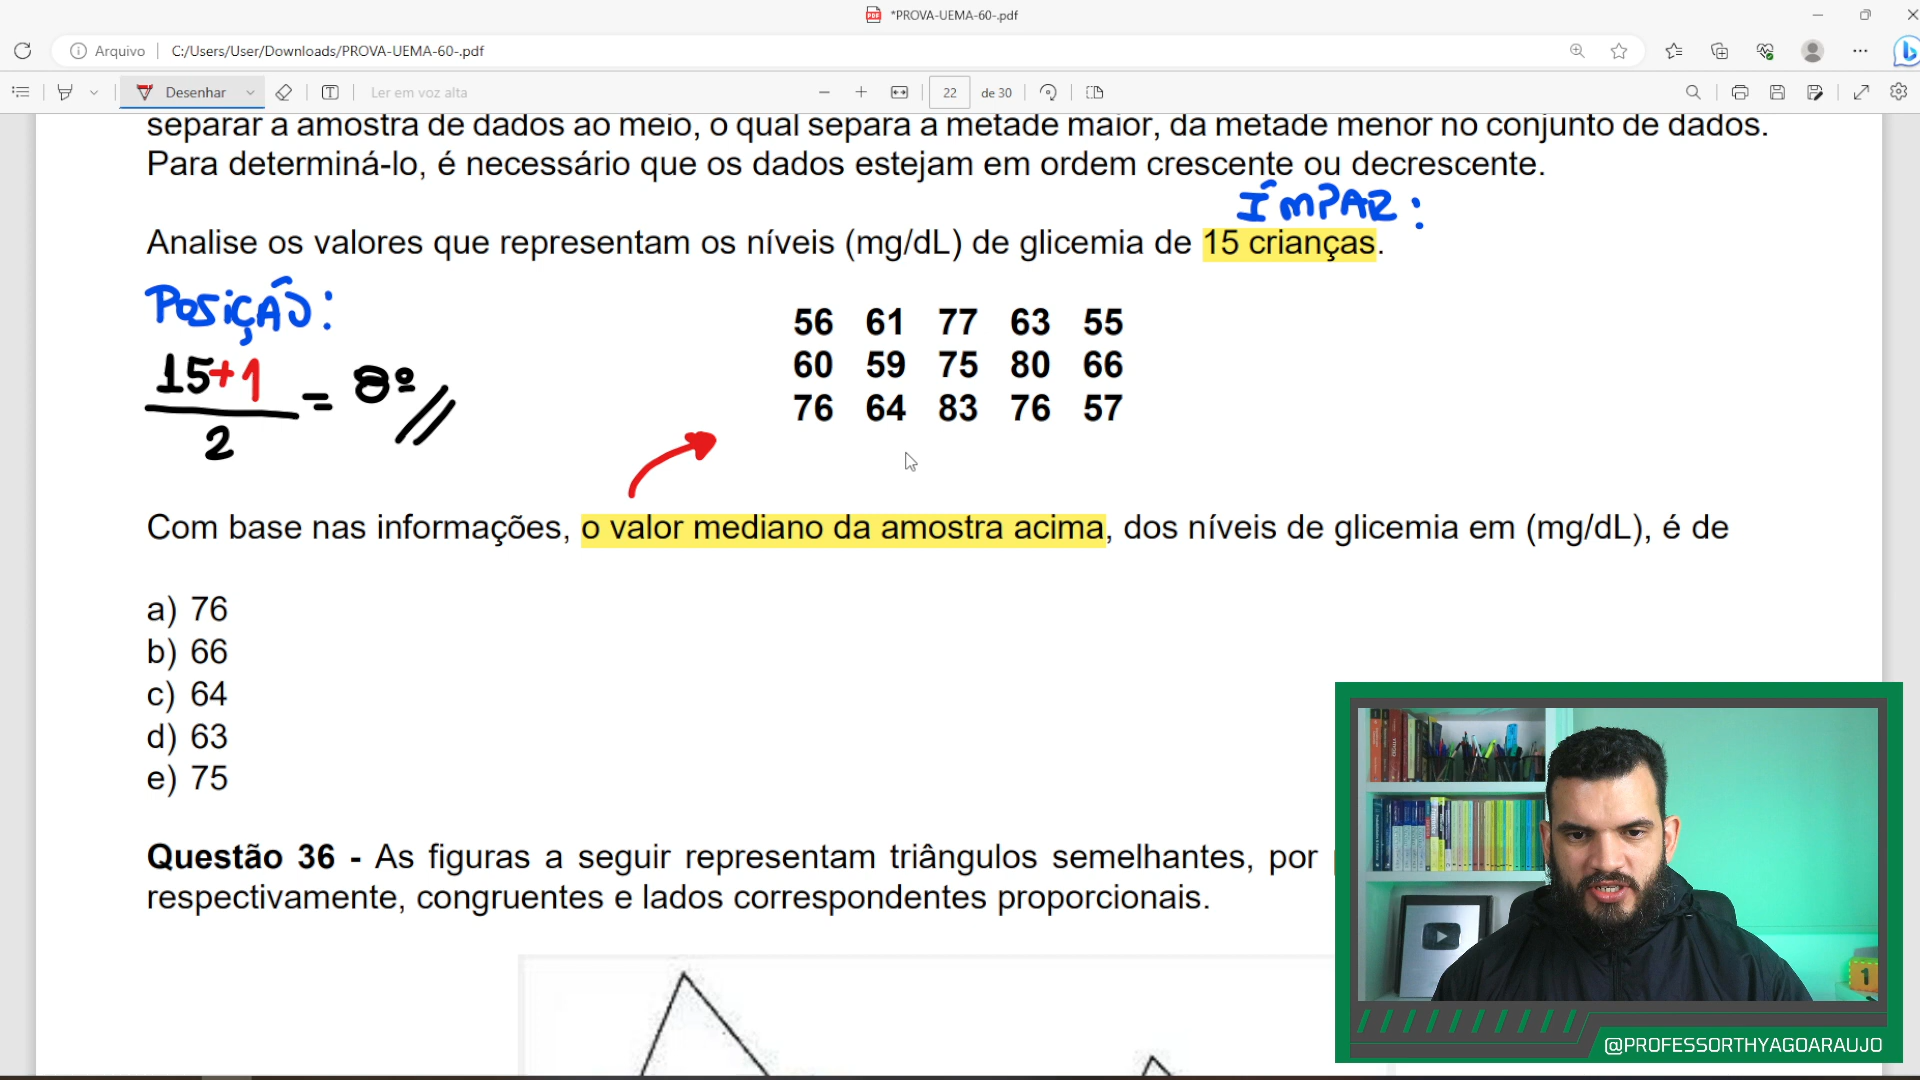 *PROVA-UEMA-60-.pdf
Arquivo C:/Users/User/Downloads/PROVA-UEMA-60-.pdf
Desenhar Ler em voz alta 22 de 30
separar a amostra de dados ao meio, o qual separa a metade maior, da metade menor no conjunto de dados.
Para determiná-lo, é necessário que os dados estejam em ordem crescente ou decrescente.
ÍMPAR:
Analise os valores que representam os níveis (mg/dL) de glicemia de 15 crianças.
POSIÇÃO:
15+1
2
= 8º
56 61 77 63 55
60 59 75 80 66
76 64 83 76 57
Com base nas informações, o valor mediano da amostra acima, dos níveis de glicemia em (mg/dL), é de
a) 76
b) 66
c) 64
d) 63
e) 75
Questão 36 - As figuras a seguir representam triângulos semelhantes, por
respectivamente, congruentes e lados correspondentes proporcionais.
1
@PROFESSORTHYAGOARAUJO